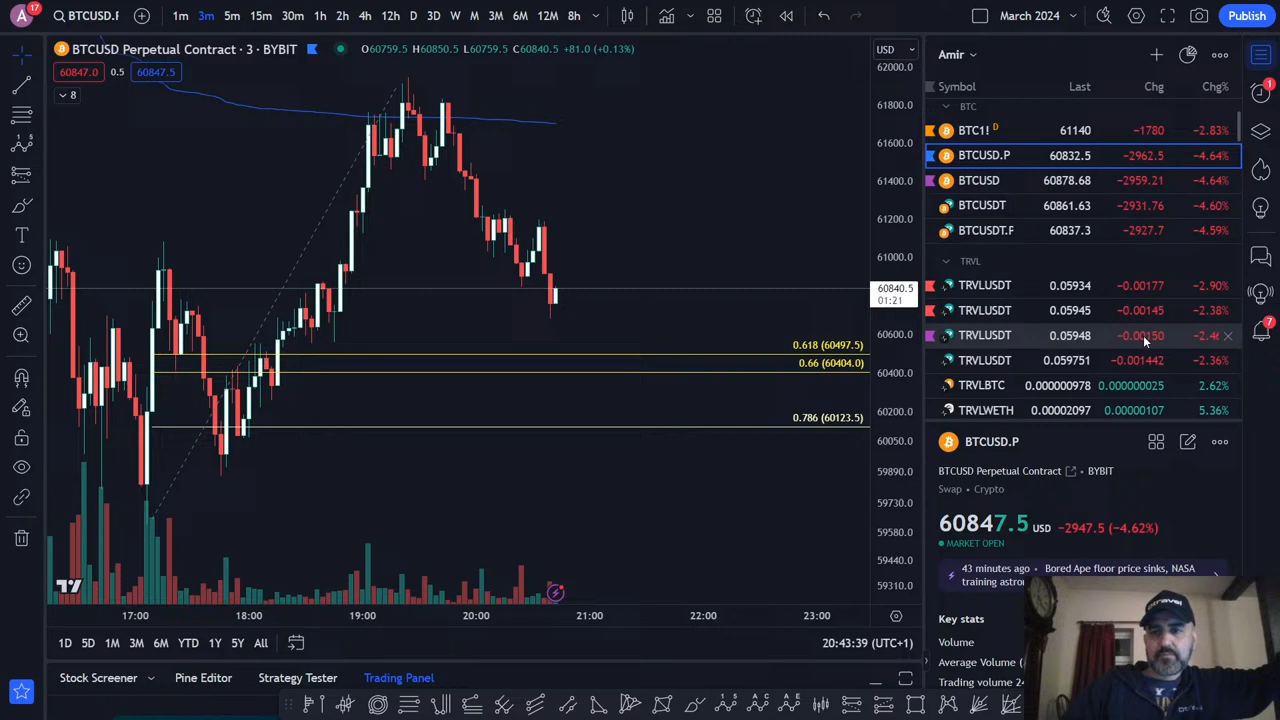 A 17 BTCUSD.P 1m 3m 5m 15m 30m 1h 2h 4h 12h D 3D W M 3M 6M 12M 8h March 2024 Publish
BTCUSD Perpetual Contract · 3 · BYBIT O60759.5 H60850.5 L60759.5 C60840.5 +81.0 (+0.13%)
60847.0 0.5 60847.5
8
USD
62000.0
61800.0
61600.0
61400.0
61200.0
61000.0
60840.5
01:21
60600.0
60400.0
60200.0
60050.0
59890.0
59730.0
59580.0
59440.0
59310.0
0.618 (60497.5)
0.66 (60404.0)
0.786 (60123.5)
17:00 18:00 19:00 20:00 21:00 22:00 23:00
1D 5D 1M 3M 6M YTD 1Y 5Y All 20:43:39 (UTC+1)
Stock Screener Pine Editor Strategy Tester Trading Panel
Amir
Symbol Last Chg Chg%
BTC
BTC1! D 61140 −1780 −2.83%
BTCUSD.P 60832.5 −2962.5 −4.64%
BTCUSD 60878.68 −2959.21 −4.64%
BTCUSDT 60861.63 −2931.76 −4.60%
BTCUSDT.F 60837.3 −2927.7 −4.59%
TRVL
TRVLUSDT 0.05934 −0.00177 −2.90%
TRVLUSDT 0.05945 −0.00145 −2.38%
TRVLUSDT 0.05948 −0.00150 −2.46
TRVLUSDT 0.059751 −0.001442 −2.36%
TRVLBTC 0.000000978 0.000000025 2.62%
TRVLWETH 0.00002097 0.00000107 5.36%
BTCUSD.P
BTCUSD Perpetual Contract • BYBIT
Swap • Crypto
60847.5 USD −2947.5 (−4.62%)
MARKET OPEN
43 minutes ago • Bored Ape floor price sinks, NASA
training astro
Key stats
Volume
Average Volume (
Trading volume 24
1
7